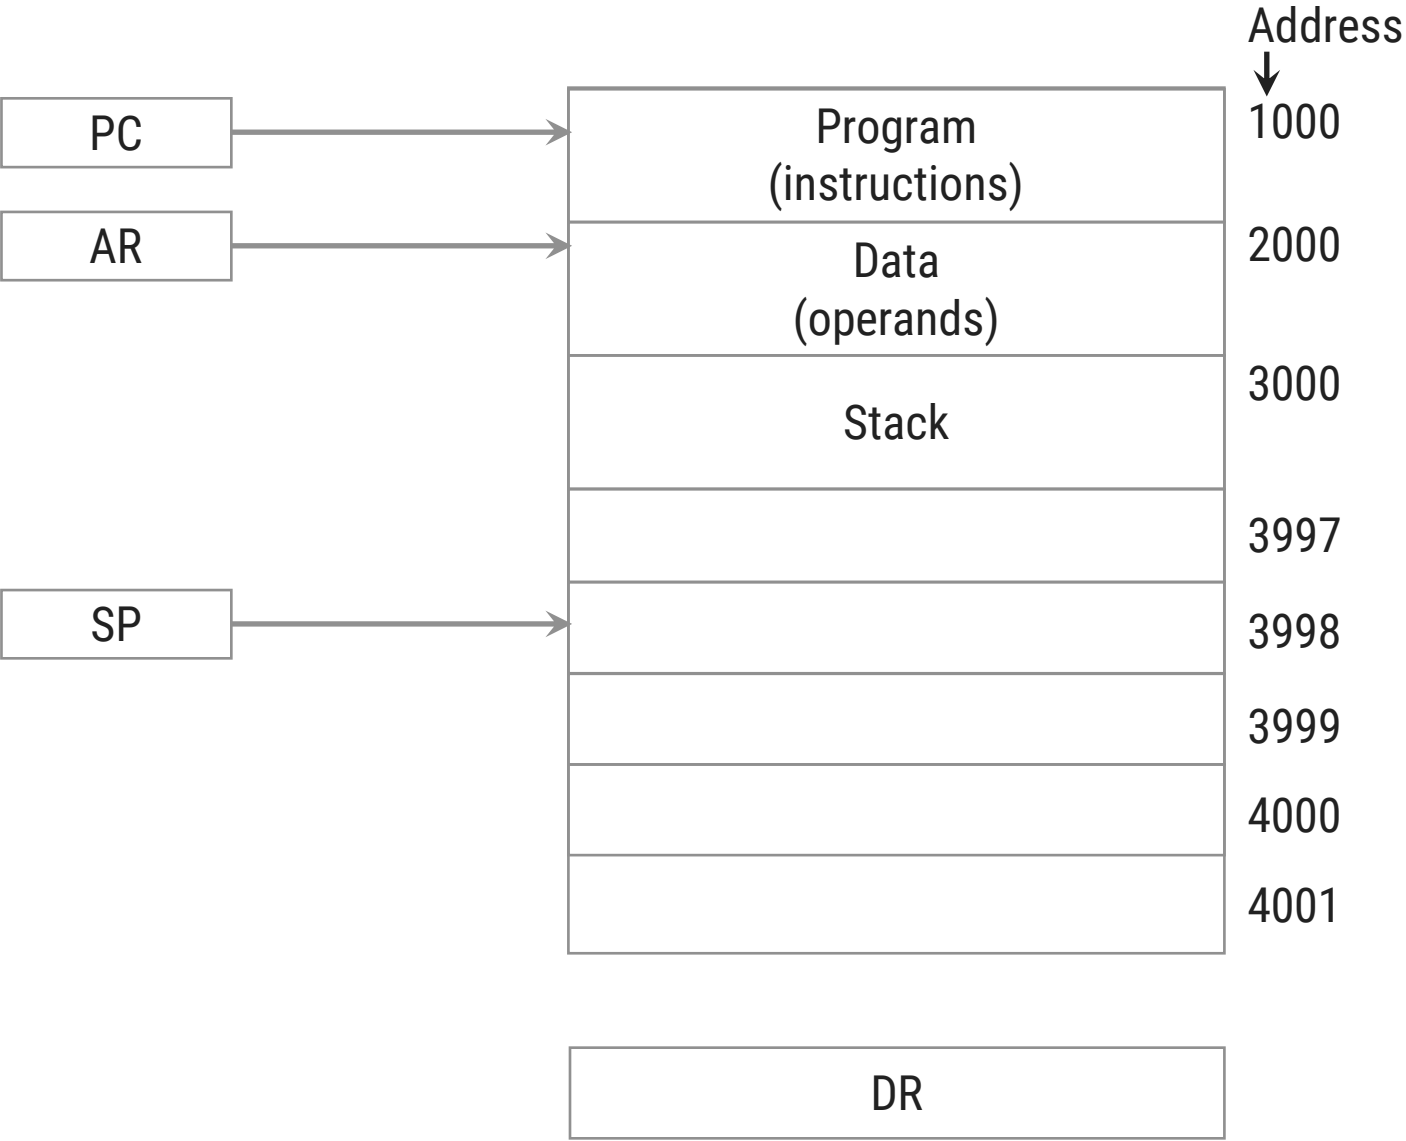 Address
PC
Program
(instructions)
1000
AR
Data
(operands)
2000
Stack
3000
3997
SP
3998
3999
4000
4001
DR